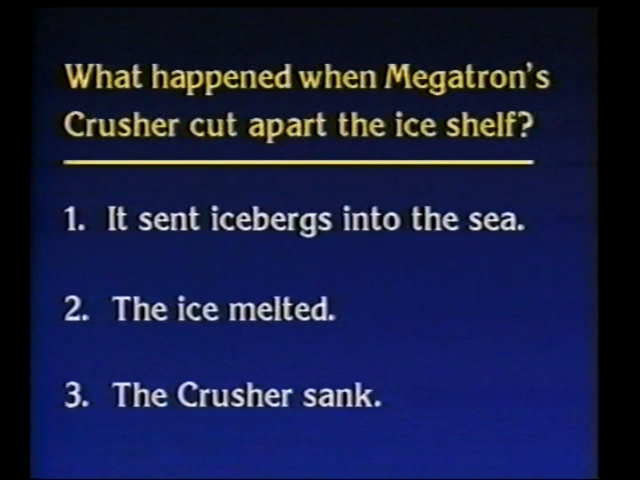 What happened when Megatron's
Crusher cut apart the ice shelf?
1. It sent icebergs into the sea.
2. The ice melted.
3. The Crusher sank.